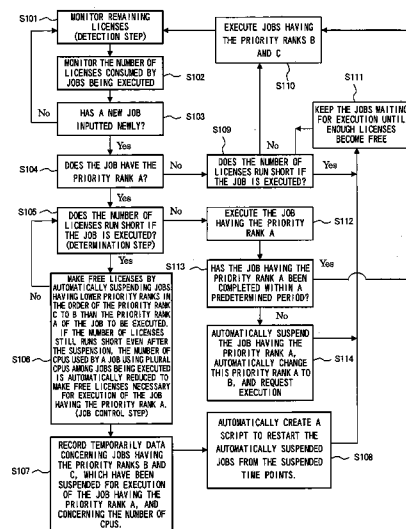 S101
MONITOR REMAINING
LICENSES
(DETECTION STEP)
MONITOR THE NUMBER OF
LICENSES CONSUMED BY
JOBS BEING EXECUTED
S102
No
HAS A NEW JOB
INPUTTED NEWLY?
S103
Yes
S104
DOES THE JOB HAVE THE
PRIORITY RANK A?
No
Yes
S105
DOES THE NUMBER OF
LICENSES RUN SHORT IF
THE JOB IS EXECUTED?
(DETERMINATION STEP)
No
Yes
No
S106
MAKE FREE LICENSES BY
AUTOMATICALLY SUSPENDING JOBS
HAVING LOWER PRIORITY RANKS IN
THE ORDER OF THE PRIORITY RANK
C TO B THAN THE PRIORITY RANK
A OF THE JOB TO BE EXECUTED.
IF THE NUMBER OF LICENSES
STILL RUNS SHORT EVEN AFTER
THE SUSPENSION, THE NUMBER OF
CPUS USED BY A JOB USING PLURAL
CPUS AMONG JOBS BEING EXECUTED
IS AUTOMATICALLY REDUCED TO
MAKE FREE LICENSES NECESSARY
FOR EXECUTION OF THE JOB
HAVING THE PRIORITY RANK A.
(JOB CONTROL STEP)
S107
RECORD TEMPORARILY DATA
CONCERNING JOBS HAVING
THE PRIORITY RANKS B AND
C, WHICH HAVE BEEN
SUSPENDED FOR EXECUTION
OF THE JOB HAVING THE
PRIORITY RANK A, AND
CONCERNING THE NUMBER OF
CPUS.
EXECUTE JOBS HAVING
THE PRIORITY RANKS B
AND C
S110
No
S109
DOES THE NUMBER OF
LICENSES RUN SHORT IF
THE JOB IS EXECUTED?
Yes
S111
KEEP THE JOBS WAITING
FOR EXECUTION UNTIL
ENOUGH LICENSES
BECOME FREE
EXECUTE THE JOB
HAVING THE PRIORITY
RANK A
S112
S113
HAS THE JOB HAVING THE
PRIORITY RANK A BEEN
COMPLETED WITHIN A
PREDETERMINED PERIOD?
Yes
No
AUTOMATICALLY SUSPEND
THE JOB HAVING THE
PRIORITY RANK A,
AUTOMATICALLY CHANGE
THIS PRIORITY RANK A TO
B, AND REQUEST
EXECUTION
S114
AUTOMATICALLY CREATE A
SCRIPT TO RESTART THE
AUTOMATICALLY SUSPENDED
JOBS FROM THE SUSPENDED
TIME POINTS.
S108